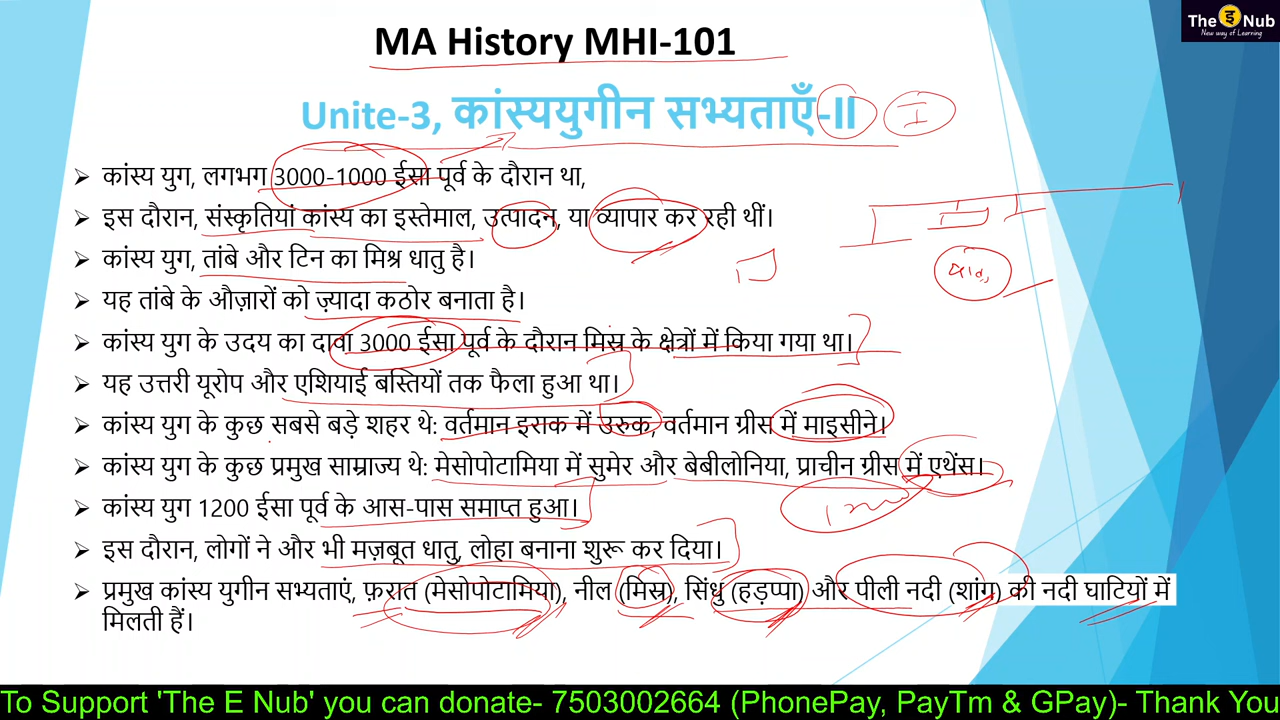 The इ Nub
New way of Learning
MA History MHI-101
Unite-3, कांस्ययुगीन सभ्यताएँ-II I
कांस्य युग, लगभग 3000-1000 ईसा पूर्व के दौरान था,
इस दौरान, संस्कृतियां कांस्य का इस्तेमाल, उत्पादन, या व्यापार कर रही थीं।
कांस्य युग, तांबे और टिन का मिश्र धातु है।
यह तांबे के औज़ारों को ज़्यादा कठोर बनाता है।
कांस्य युग के उदय का दावा 3000 ईसा पूर्व के दौरान मिस्र के क्षेत्रों में किया गया था।
यह उत्तरी यूरोप और एशियाई बस्तियों तक फैला हुआ था।
कांस्य युग के कुछ सबसे बड़े शहर थे: वर्तमान इराक में उरुक, वर्तमान ग्रीस में माइसीने।
कांस्य युग के कुछ प्रमुख साम्राज्य थे: मेसोपोटामिया में सुमेर और बेबीलोनिया, प्राचीन ग्रीस में एथेंस।
कांस्य युग 1200 ईसा पूर्व के आस-पास समाप्त हुआ।
इस दौरान, लोगों ने और भी मज़बूत धातु, लोहा बनाना शुरू कर दिया।
प्रमुख कांस्य युगीन सभ्यताएं, फ़रात (मेसोपोटामिया), नील (मिस्र), सिंधु (हड़प्पा) और पीली नदी (शांग) की नदी घाटियों में
मिलती हैं।
To Support 'The E Nub' you can donate- 7503002664 (PhonePay, PayTm & GPay)- Thank You